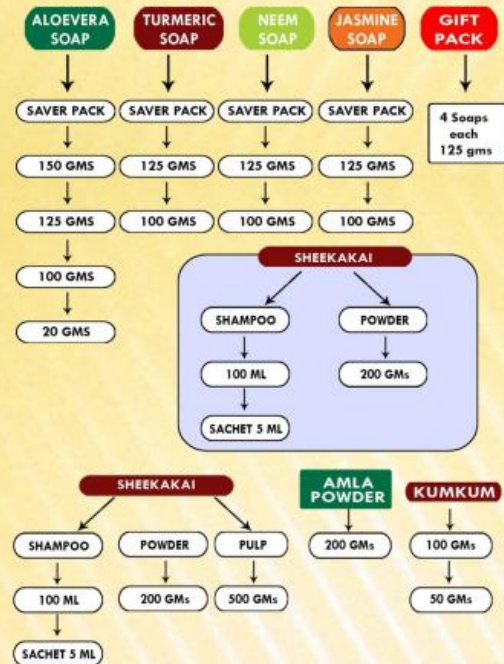 ALOEVERA
SOAP
TURMERIC
SOAP
NEEM
SOAP
JASMINE
SOAP
GIFT
PACK
SAVER PACK
SAVER PACK
SAVER PACK
SAVER PACK
4 Soaps
each
125 gms
150 GMS
125 GMS
125 GMS
125 GMS
125 GMS
100 GMS
100 GMS
100 GMS
100 GMS
20 GMS
SHEEKAKAI
SHAMPOO
POWDER
100 ML
200 GMs
SACHET 5 ML
SHEEKAKAI
SHAMPOO
POWDER
PULP
100 ML
200 GMs
500 GMs
SACHET 5 ML
AMLA
POWDER
200 GMs
KUMKUM
100 GMs
50 GMs